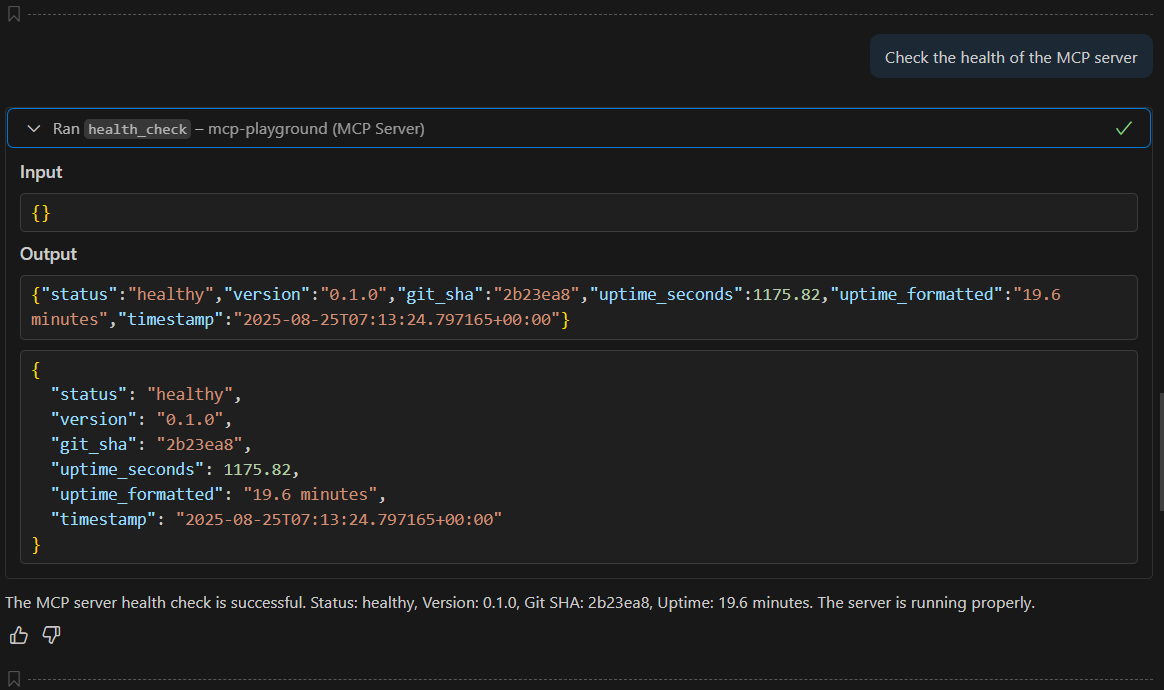 Check the health of the MCP server
Ran health_check – mcp-playground (MCP Server)
Input
{}
Output
{"status":"healthy","version":"0.1.0","git_sha":"2b23ea8","uptime_seconds":1175.82,"uptime_formatted":"19.6
minutes","timestamp":"2025-08-25T07:13:24.797165+00:00"}
{
  "status": "healthy",
  "version": "0.1.0",
  "git_sha": "2b23ea8",
  "uptime_seconds": 1175.82,
  "uptime_formatted": "19.6 minutes",
  "timestamp": "2025-08-25T07:13:24.797165+00:00"
}
The MCP server health check is successful. Status: healthy, Version: 0.1.0, Git SHA: 2b23ea8, Uptime: 19.6 minutes. The server is running properly.